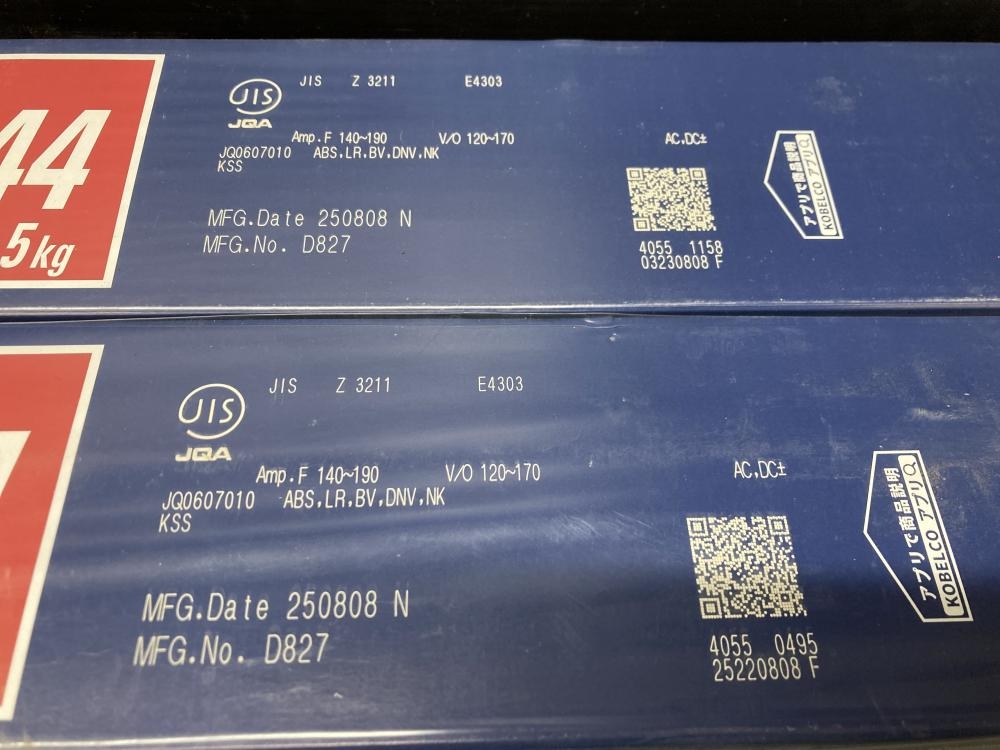 44
5kg
JIS Z 3211 E4303
JIS
JQA
Amp.F 140~190 V/O 120~170 AC,DC±
JQ0607010 ABS,LR,BV,DNV,NK
KSS
MFG.Date 250808 N
MFG.No. D827
4055 1158
03230808 F
アプリで商品説明
KOBELCO アプリ
JIS Z 3211 E4303
JIS
JQA
Amp.F 140~190 V/O 120~170 AC,DC±
JQ0607010 ABS,LR,BV,DNV,NK
KSS
MFG.Date 250808 N
MFG.No. D827
4055 0495
25220808 F
アプリで商品説明
KOBELCO アプリ